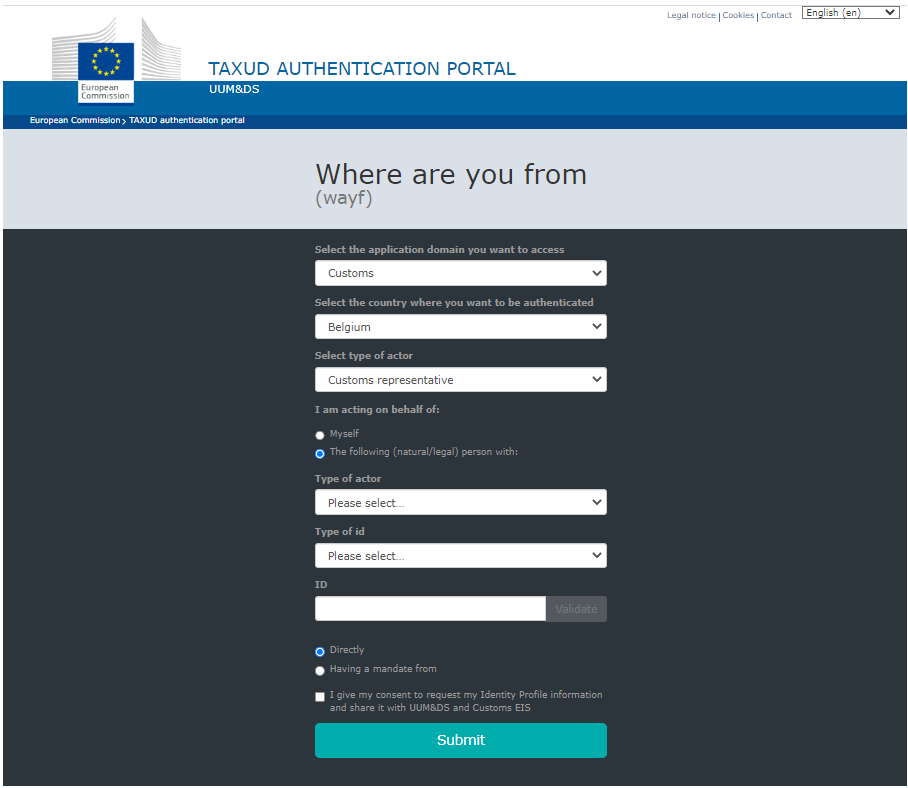 Legal notice | Cookies | Contact English (en)
European
Commission
TAXUD AUTHENTICATION PORTAL
UUM&DS
European Commission > TAXUD authentication portal
Where are you from
(wayf)
Select the application domain you want to access
Customs
Select the country where you want to be authenticated
Belgium
Select type of actor
Customs representative
I am acting on behalf of:
Myself
The following (natural/legal) person with:
Type of actor
Please select...
Type of id
Please select...
ID
Validate
Directly
Having a mandate from
I give my consent to request my Identity Profile information
and share it with UUM&DS and Customs EIS
Submit